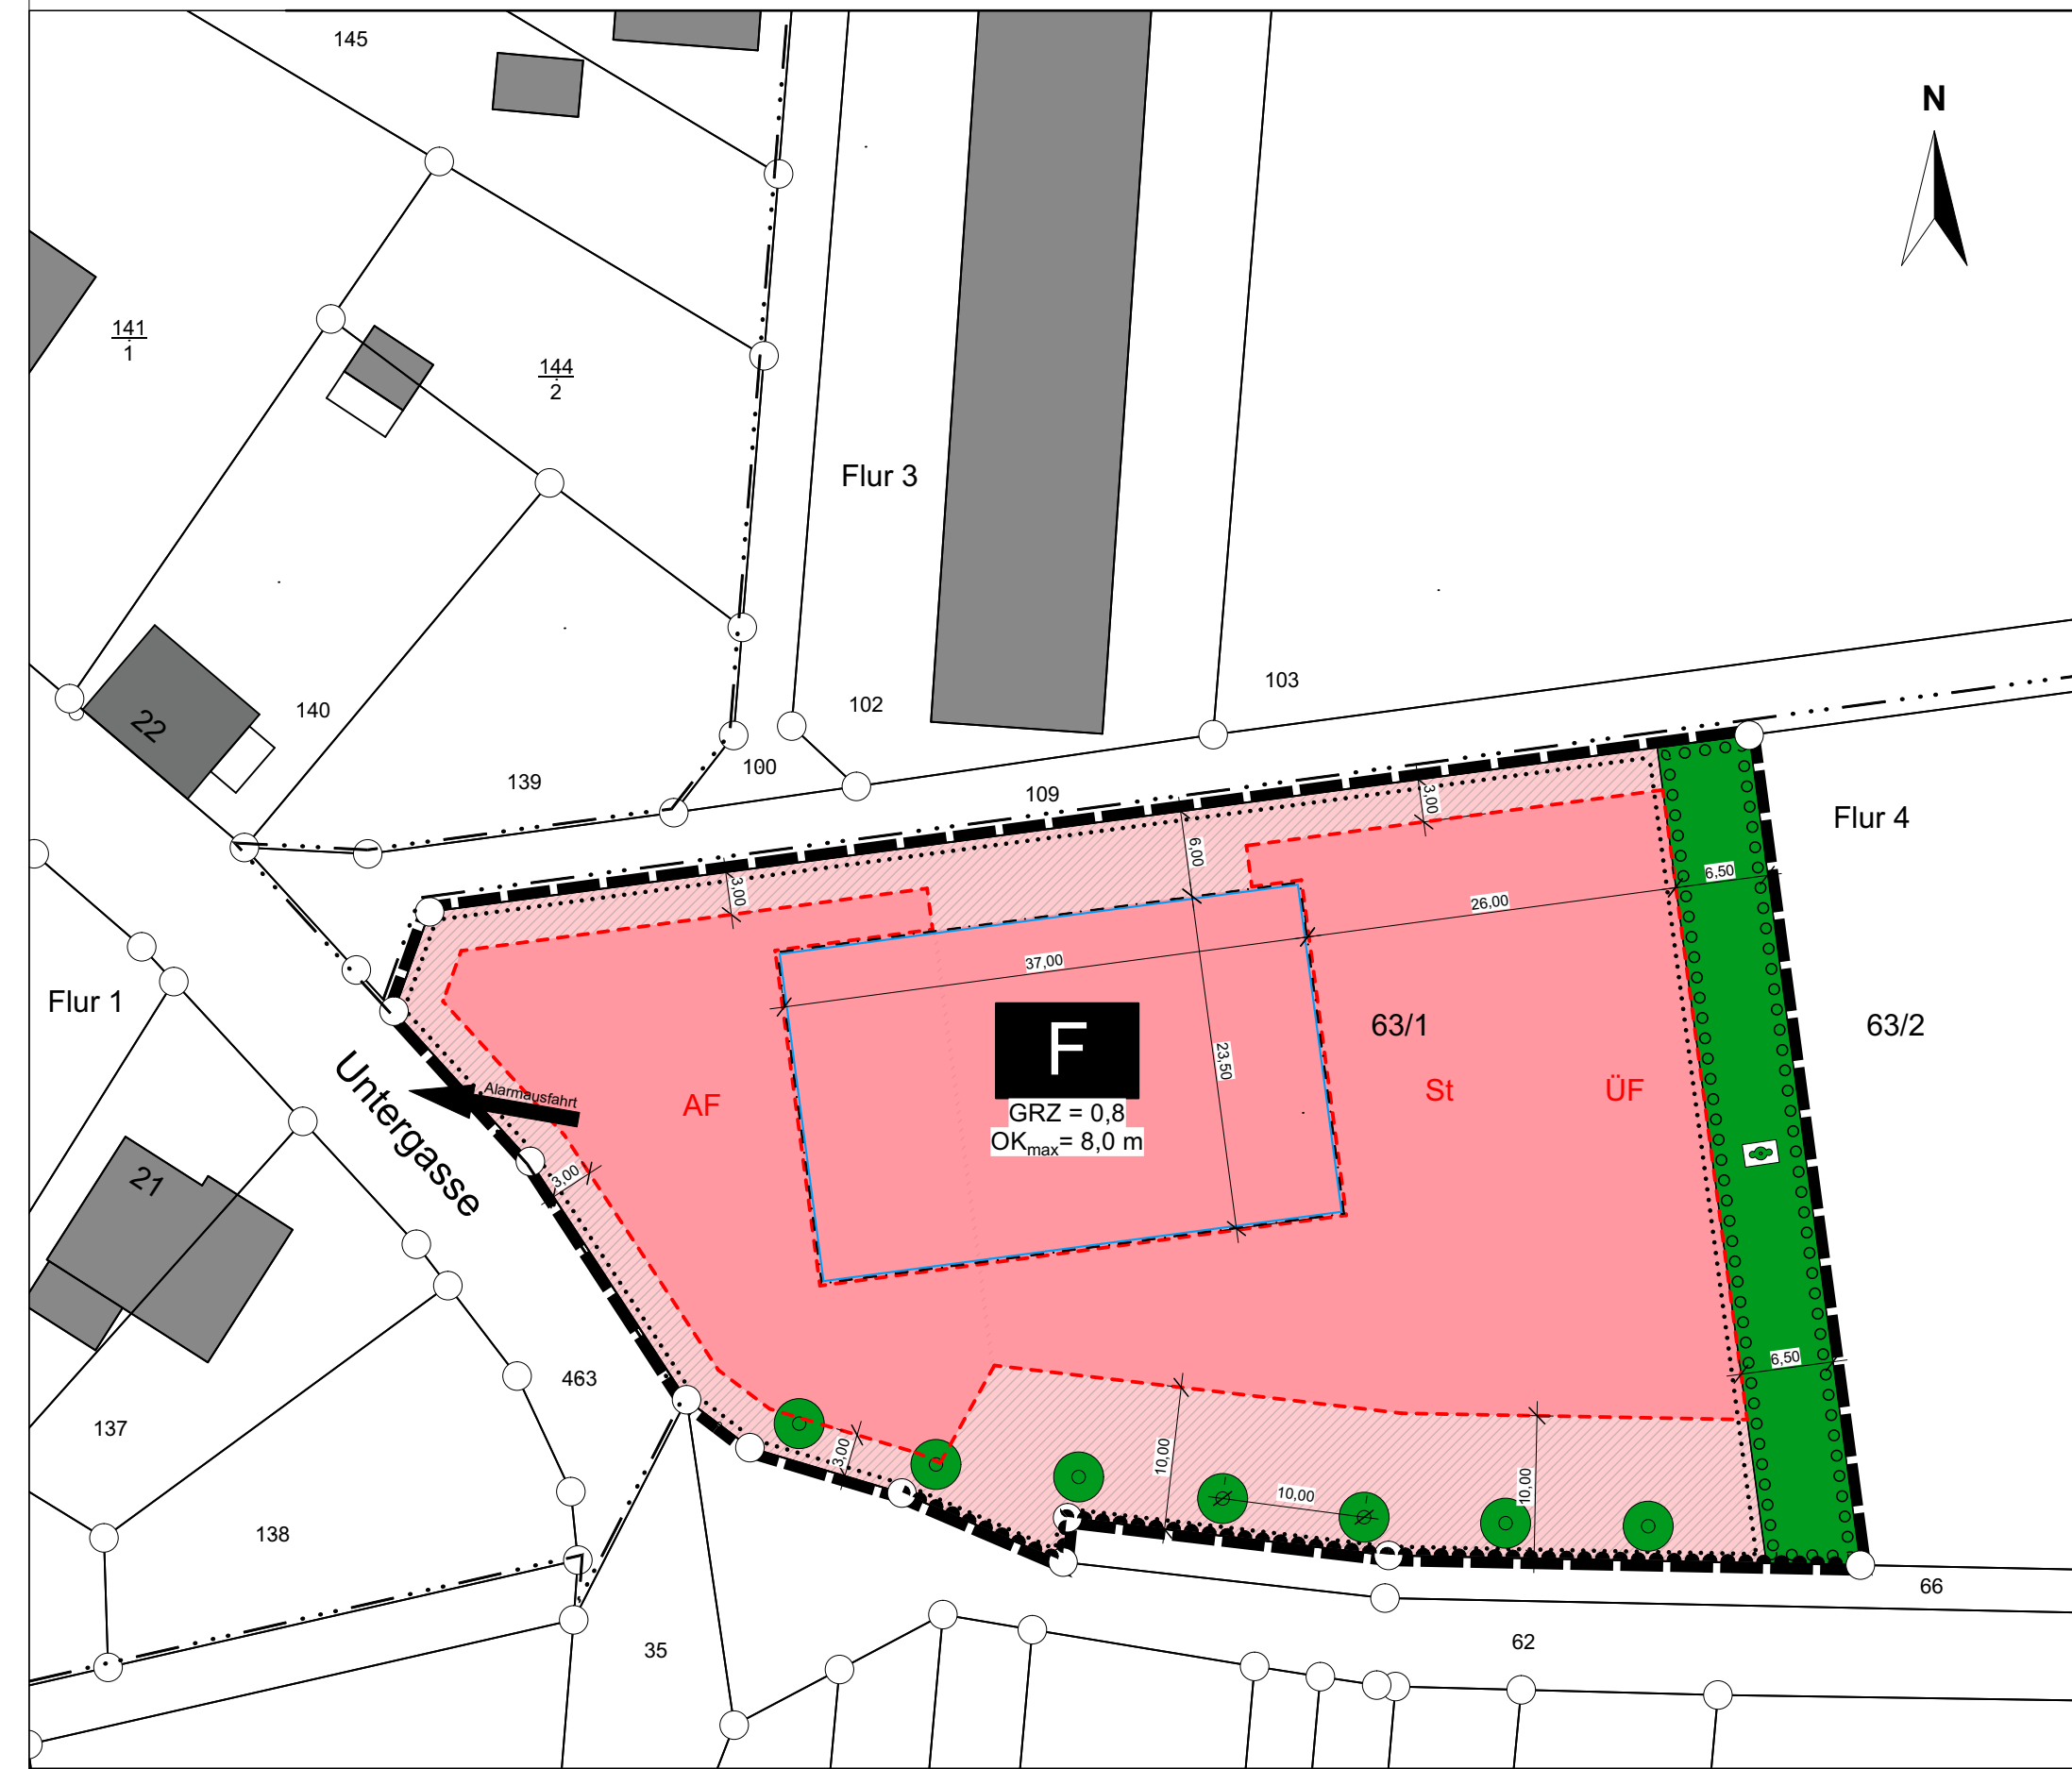 145
N
141
1
144
2
Flur 3
103
102
22
140
100
139
109
3,00
Flur 4
6,00
6,50
3,00
26,00
37,00
Flur 1
F
63/1
63/2
23,50
Untergasse
Alarmausfahrt
AF
St
ÜF
GRZ = 0,8
OKmax= 8,0 m
21
3,00
6,50
463
137
3,00
10,00
10,00
10,00
138
66
35
62